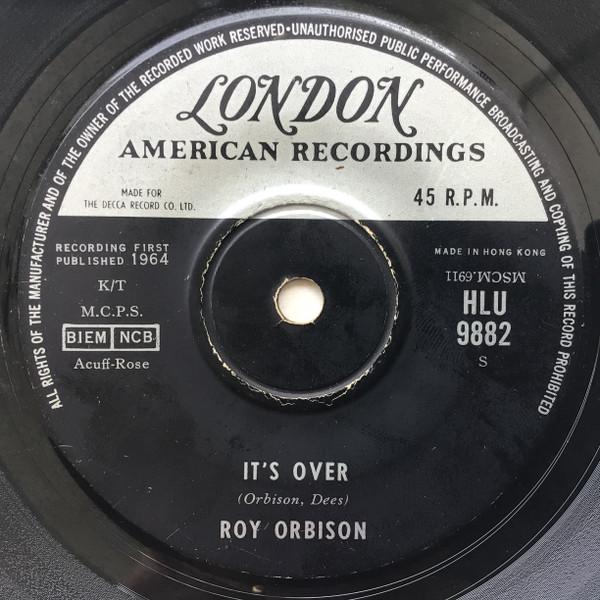 ALL RIGHTS OF THE MANUFACTURER AND OF THE OWNER OF THE RECORDED WORK RESERVED•UNAUTHORISED PUBLIC PERFORMANCE BROADCASTING AND COPYING OF THIS RECORD PROHIBITED
LONDON
AMERICAN RECORDINGS
MADE FOR
THE DECCA RECORD CO. LTD.
45 R.P.M.
RECORDING FIRST
PUBLISHED 1964
K/T
M.C.P.S.
BIEM NCB
Acuff-Rose
MADE IN HONG KONG
MSCM.6911
HLU
9882
S
IT'S OVER
(Orbison, Dees)
ROY ORBISON